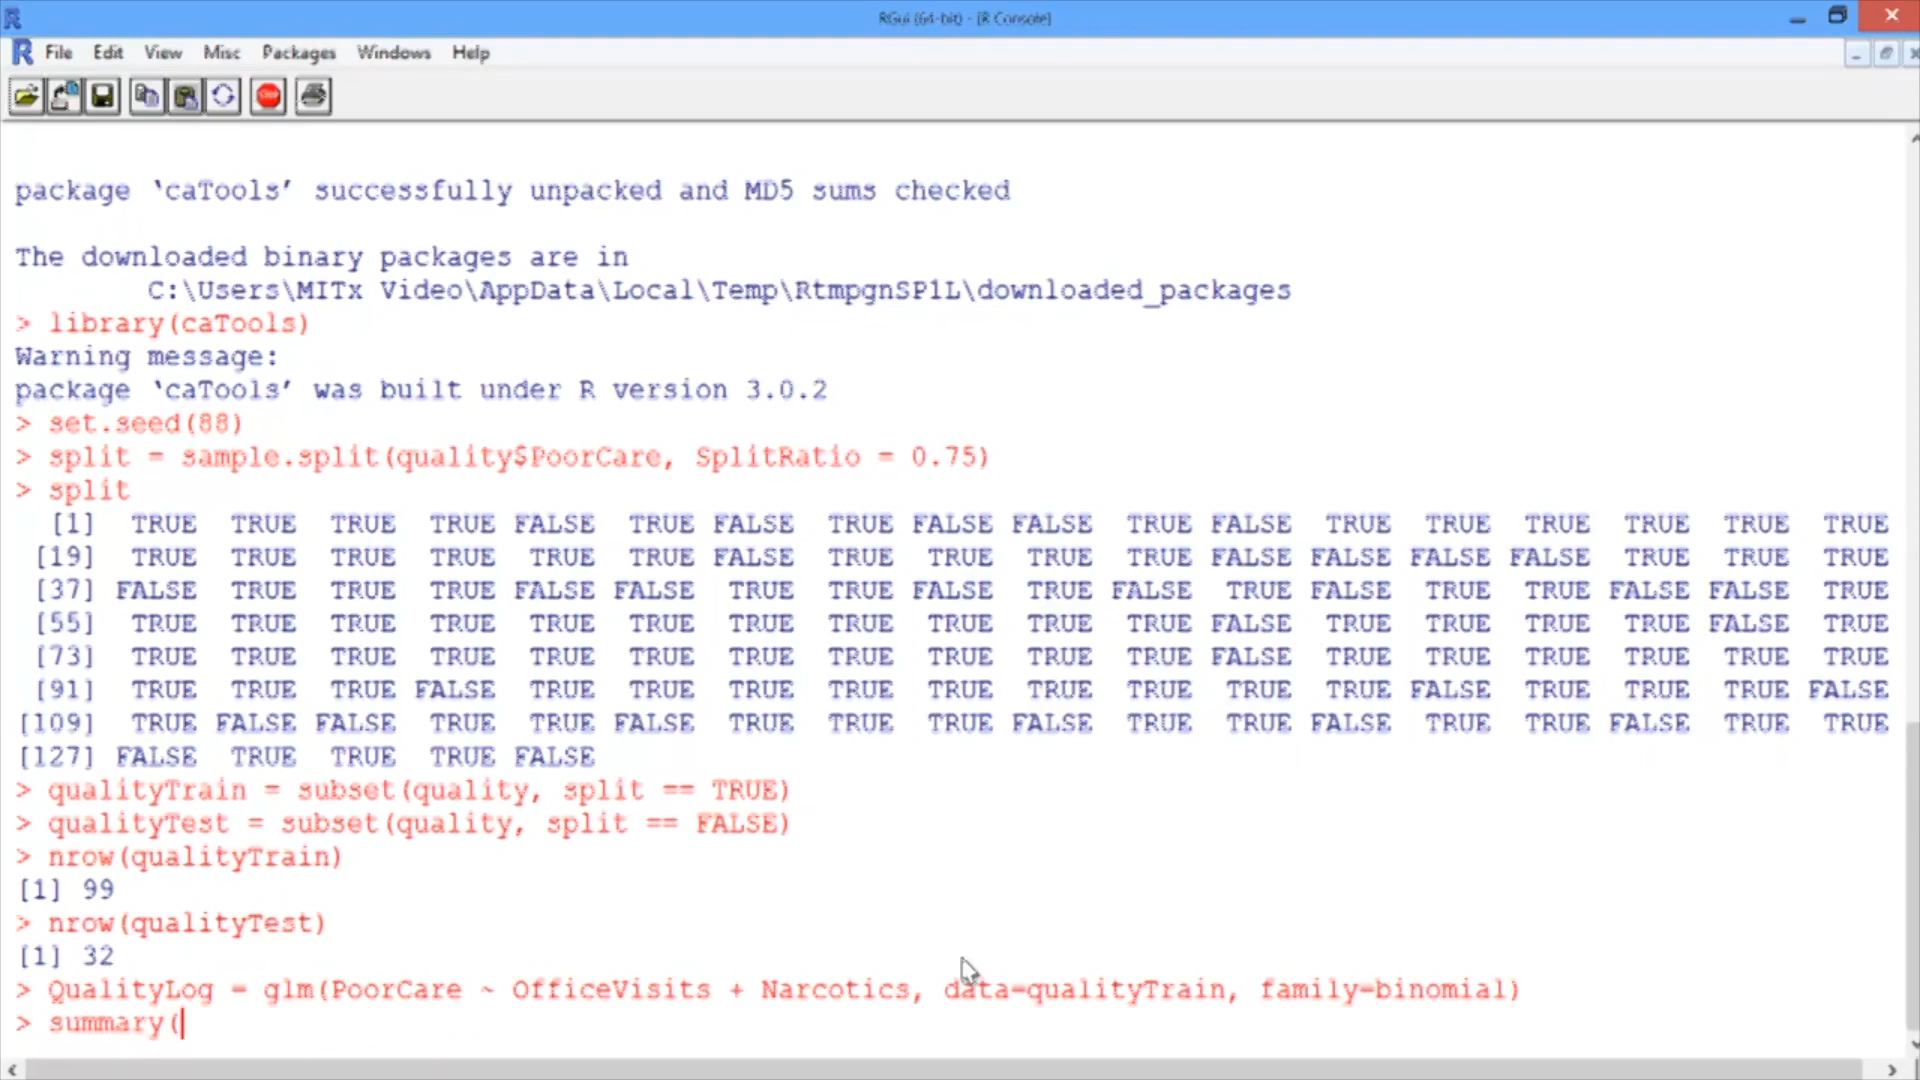 RGui (64-bit) - [R Console]
File Edit View Misc Packages Windows Help
package ‘caTools’ successfully unpacked and MD5 sums checked
The downloaded binary packages are in
C:\Users\MITx Video\AppData\Local\Temp\RtmpgnSP1L\downloaded_packages
> library(caTools)
Warning message:
package ‘caTools’ was built under R version 3.0.2
> set.seed(88)
> split = sample.split(quality$PoorCare, SplitRatio = 0.75)
> split
[1] TRUE TRUE TRUE TRUE FALSE TRUE FALSE TRUE FALSE FALSE TRUE FALSE TRUE TRUE TRUE TRUE TRUE TRUE
[19] TRUE TRUE TRUE TRUE TRUE TRUE FALSE TRUE TRUE TRUE TRUE FALSE FALSE FALSE FALSE TRUE TRUE TRUE
[37] FALSE TRUE TRUE TRUE FALSE FALSE TRUE TRUE FALSE TRUE FALSE TRUE FALSE TRUE TRUE FALSE FALSE TRUE
[55] TRUE TRUE TRUE TRUE TRUE TRUE TRUE TRUE TRUE TRUE TRUE FALSE TRUE TRUE TRUE TRUE FALSE TRUE
[73] TRUE TRUE TRUE TRUE TRUE TRUE TRUE TRUE TRUE TRUE TRUE FALSE TRUE TRUE TRUE TRUE TRUE TRUE
[91] TRUE TRUE TRUE FALSE TRUE TRUE TRUE TRUE TRUE TRUE TRUE TRUE TRUE FALSE TRUE TRUE TRUE FALSE
[109] TRUE FALSE FALSE TRUE TRUE FALSE TRUE TRUE TRUE FALSE TRUE TRUE FALSE TRUE TRUE FALSE TRUE TRUE
[127] FALSE TRUE TRUE TRUE FALSE
> qualityTrain = subset(quality, split == TRUE)
> qualityTest = subset(quality, split == FALSE)
> nrow(qualityTrain)
[1] 99
> nrow(qualityTest)
[1] 32
> QualityLog = glm(PoorCare ~ OfficeVisits + Narcotics, data=qualityTrain, family=binomial)
> summary(